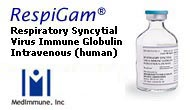 RespiGam®
Respiratory Syncytial
Virus Immune Globulin
Intravenous (human)
MedImmune, Inc